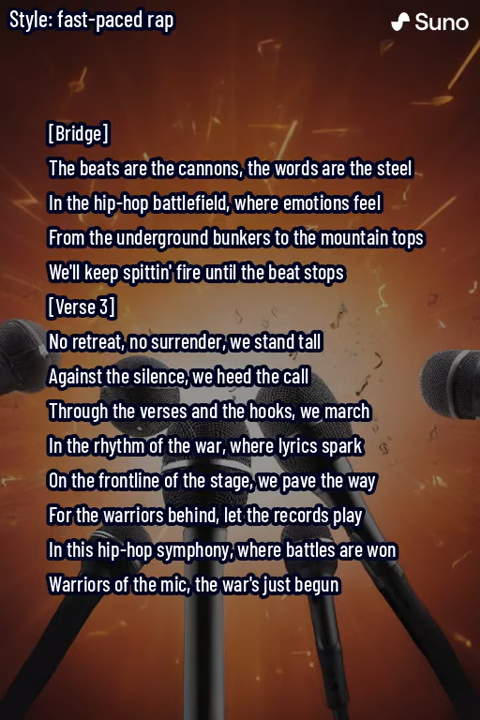 Style: fast-paced rap
Suno
[Bridge]
The beats are the cannons, the words are the steel
In the hip-hop battlefield, where emotions feel
From the underground bunkers to the mountain tops
We'll keep spittin' fire until the beat stops
[Verse 3]
No retreat, no surrender, we stand tall
Against the silence, we heed the call
Through the verses and the hooks, we march
In the rhythm of the war, where lyrics spark
On the frontline of the stage, we pave the way
For the warriors behind, let the records play
In this hip-hop symphony, where battles are won
Warriors of the mic, the war's just begun